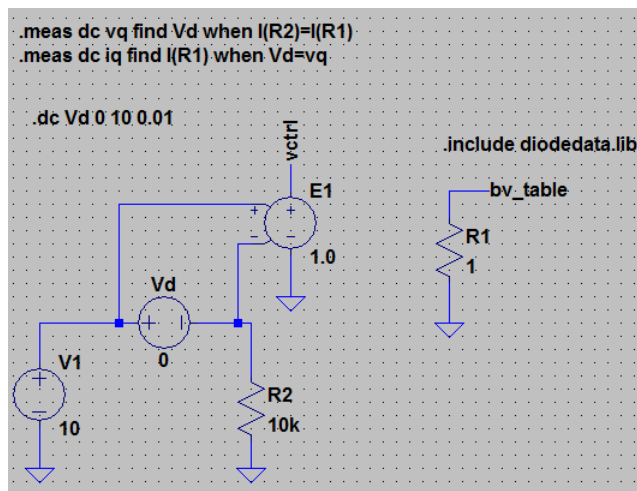 .meas dc vq find Vd when I(R2)=I(R1)
.meas dc iq find I(R1) when Vd=vq
.dc Vd 0 10 0.01
vctrl
.include diodedata.lib
E1
bv_table
R1
1.0
1
Vd
V1
0
R2
10
10k